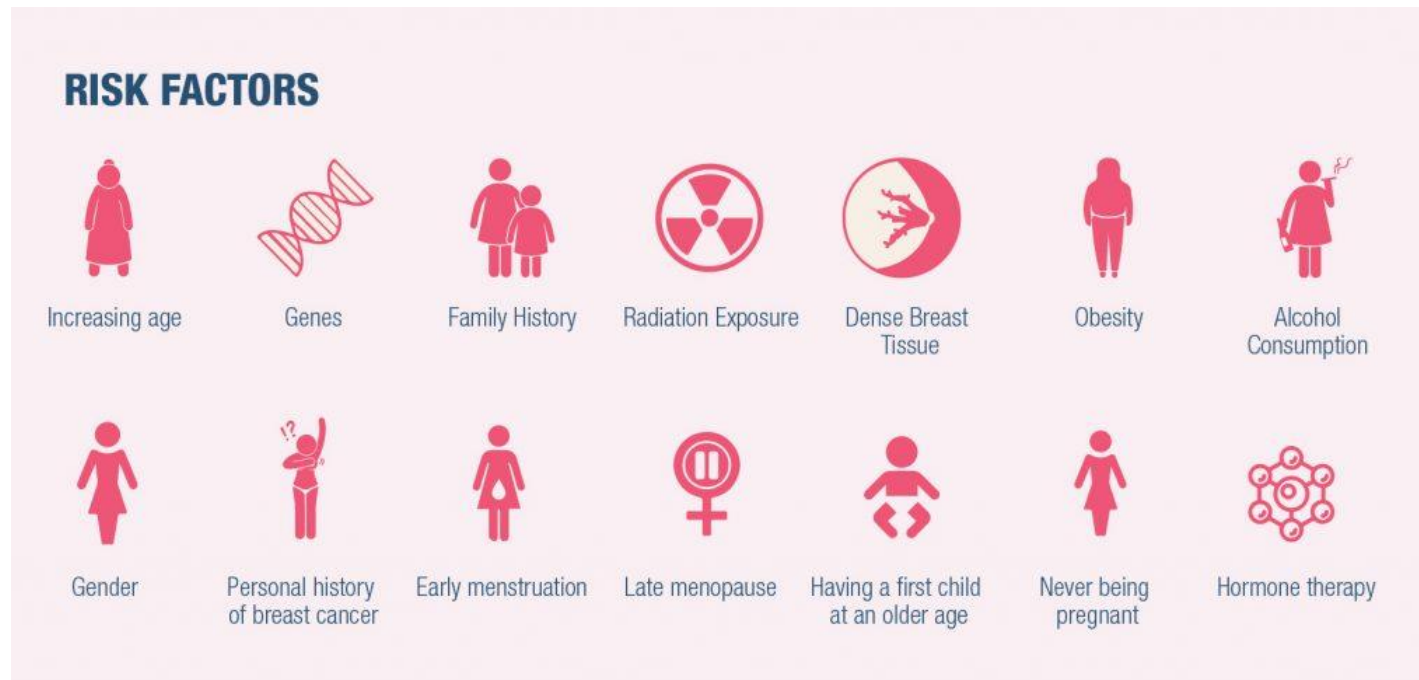 RISK FACTORS
Increasing age
Genes
Family History
Radiation Exposure
Dense Breast
Tissue
Obesity
Alcohol
Consumption
!?
Gender
Personal history
of breast cancer
Early menstruation
Late menopause
Having a first child
at an older age
Never being
pregnant
Hormone therapy